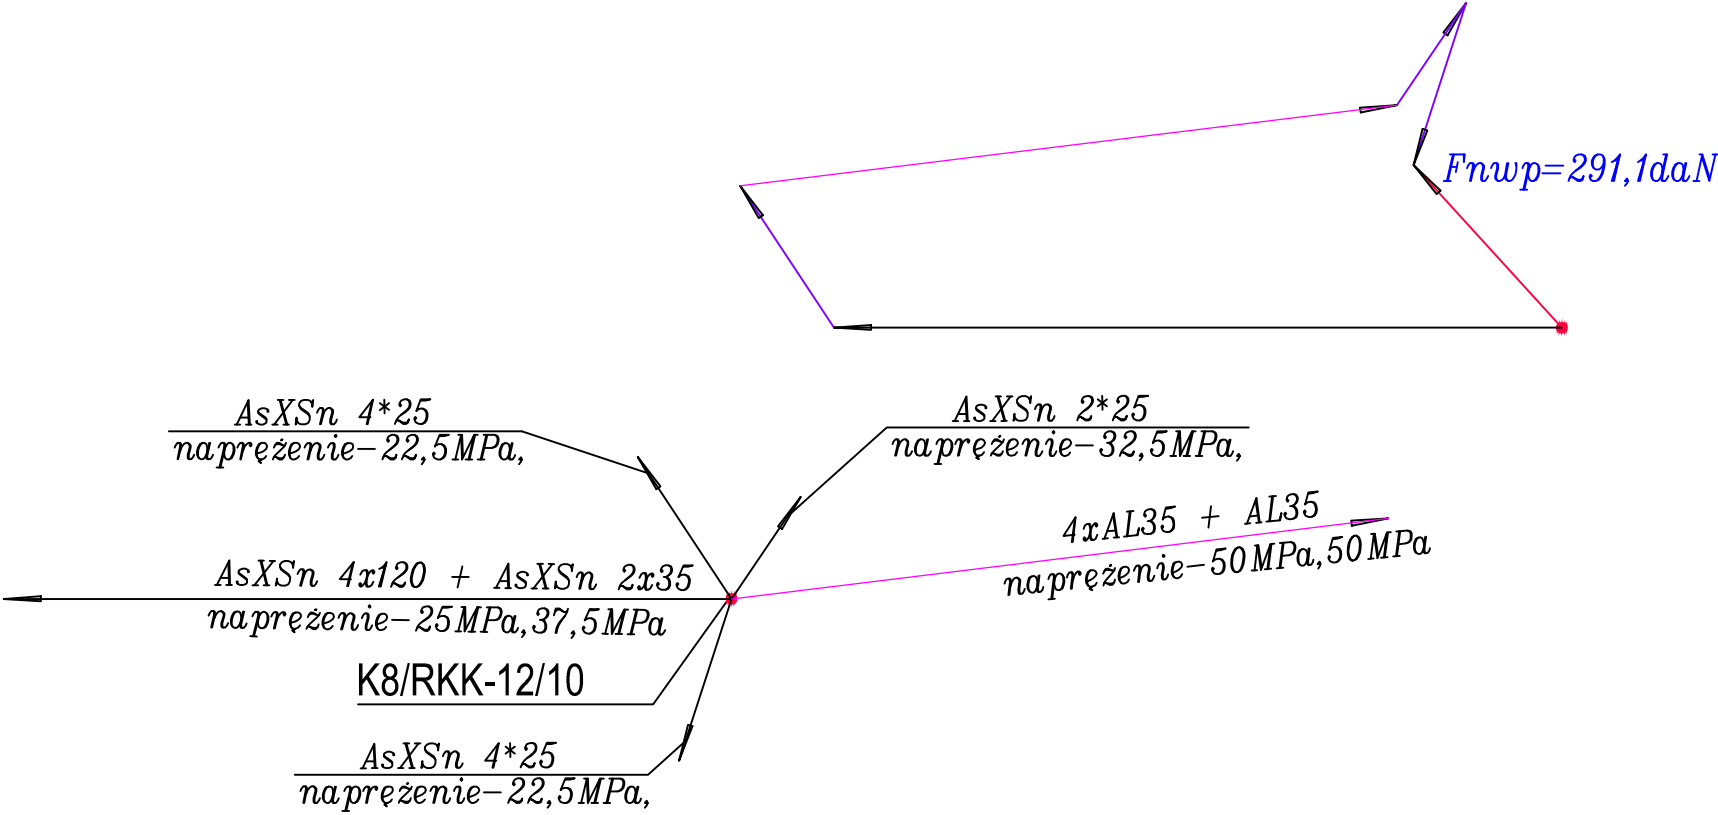 Fnwp=291,1daN
AsXSn 4*25
naprężenie-22,5MPa,
AsXSn 2*25
naprężenie-32,5MPa,
4xAL35 + AL35
naprężenie-50MPa,50MPa
AsXSn 4x120 + AsXSn 2x35
naprężenie-25MPa,37,5MPa
K8/RKK-12/10
AsXSn 4*25
naprężenie-22,5MPa,